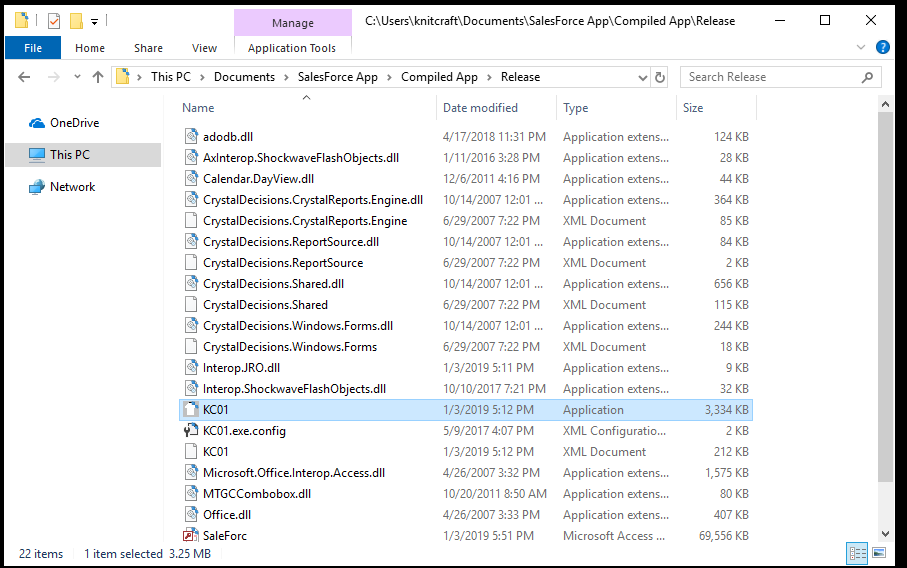 Manage C:\Users\knitcraft\Documents\SalesForce App\Compiled App\Release
File Home Share View Application Tools
This PC > Documents > SalesForce App > Compiled App > Release Search Release
Name Date modified Type Size
OneDrive
This PC
Network
adodb.dll 4/17/2018 11:31 PM Application extens... 124 KB
AxInterop.ShockwaveFlashObjects.dll 1/11/2016 3:28 PM Application extens... 28 KB
Calendar.DayView.dll 12/6/2011 4:16 PM Application extens... 44 KB
CrystalDecisions.CrystalReports.Engine.dll 10/14/2007 12:01 ... Application extens... 364 KB
CrystalDecisions.CrystalReports.Engine 6/29/2007 7:22 PM XML Document 85 KB
CrystalDecisions.ReportSource.dll 10/14/2007 12:01 ... Application extens... 84 KB
CrystalDecisions.ReportSource 6/29/2007 7:22 PM XML Document 2 KB
CrystalDecisions.Shared.dll 10/14/2007 12:01 ... Application extens... 656 KB
CrystalDecisions.Shared 6/29/2007 7:22 PM XML Document 115 KB
CrystalDecisions.Windows.Forms.dll 10/14/2007 12:01 ... Application extens... 244 KB
CrystalDecisions.Windows.Forms 6/29/2007 7:22 PM XML Document 18 KB
Interop.JRO.dll 1/3/2019 5:11 PM Application extens... 9 KB
Interop.ShockwaveFlashObjects.dll 10/10/2017 7:21 PM Application extens... 32 KB
KC01 1/3/2019 5:12 PM Application 3,334 KB
KC01.exe.config 5/9/2017 4:07 PM XML Configuratio... 2 KB
KC01 1/3/2019 5:12 PM XML Document 212 KB
Microsoft.Office.Interop.Access.dll 4/26/2007 3:32 PM Application extens... 1,575 KB
MTGCCombobox.dll 10/20/2011 8:50 AM Application extens... 80 KB
Office.dll 4/26/2007 3:33 PM Application extens... 407 KB
SaleForc 1/3/2019 5:51 PM Microsoft Access ... 69,556 KB
22 items 1 item selected 3.25 MB